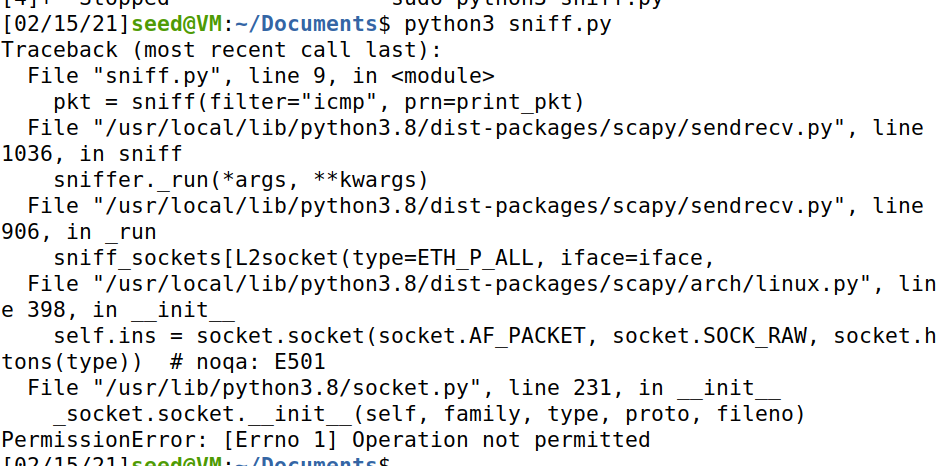 [4]+  Stopped                 sudo python3 sniff.py
[02/15/21]seed@VM:~/Documents$ python3 sniff.py
Traceback (most recent call last):
  File "sniff.py", line 9, in <module>
    pkt = sniff(filter="icmp", prn=print_pkt)
  File "/usr/local/lib/python3.8/dist-packages/scapy/sendrecv.py", line
1036, in sniff
    sniffer._run(*args, **kwargs)
  File "/usr/local/lib/python3.8/dist-packages/scapy/sendrecv.py", line
906, in _run
    sniff_sockets[L2socket(type=ETH_P_ALL, iface=iface,
  File "/usr/local/lib/python3.8/dist-packages/scapy/arch/linux.py", lin
e 398, in __init__
    self.ins = socket.socket(socket.AF_PACKET, socket.SOCK_RAW, socket.h
tons(type))  # noqa: E501
  File "/usr/lib/python3.8/socket.py", line 231, in __init__
    _socket.socket.__init__(self, family, type, proto, fileno)
PermissionError: [Errno 1] Operation not permitted
[02/15/21]seed@VM:~/Documents$